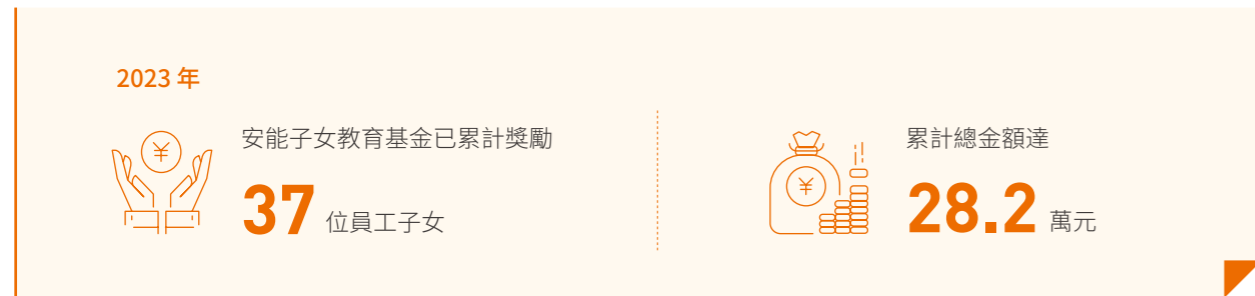 2023 年
安能子女教育基金已累計獎勵
37 位員工子女
累計總金額達
28.2 萬元
¥
¥